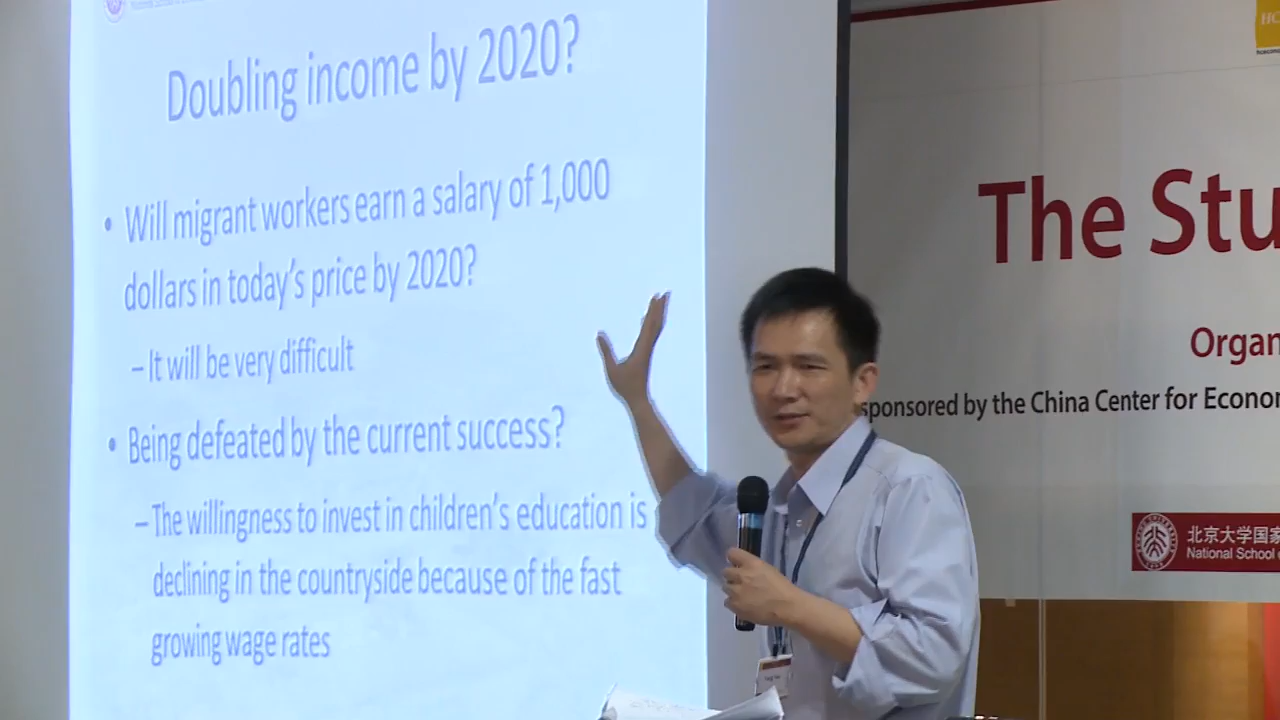 Doubling income by 2020?
• Will migrant workers earn a salary of 1,000
dollars in today's price by 2020?
– It will be very difficult
• Being defeated by the current success?
– The willingness to invest in children's education is
declining in the countryside because of the fast
growing wage rates
The Stu
Organ
sponsored by the China Center for Econo
北京大学国家
National School